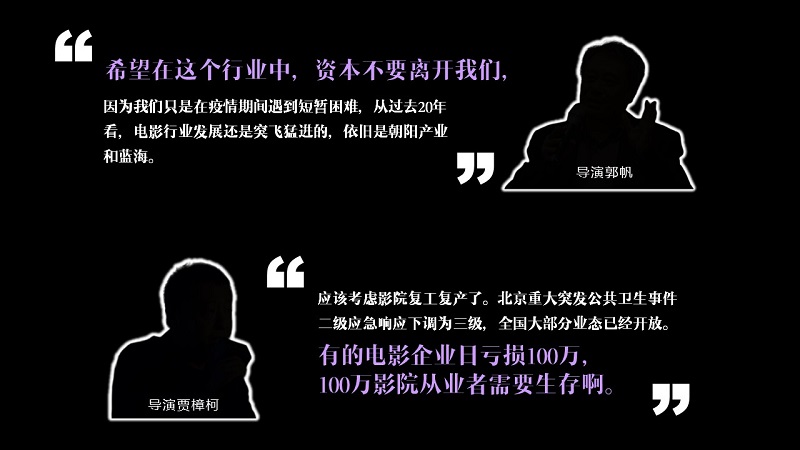 希望在这个行业中，资本不要离开我们，
因为我们只是在疫情期间遇到短暂困难，从过去20年
看，电影行业发展还是突飞猛进的，依旧是朝阳产业
和蓝海。
导演郭帆
应该考虑影院复工复产了。北京重大突发公共卫生事件
二级应急响应下调为三级，全国大部分业态已经开放。
有的电影企业日亏损100万，
100万影院从业者需要生存啊。
导演贾樟柯